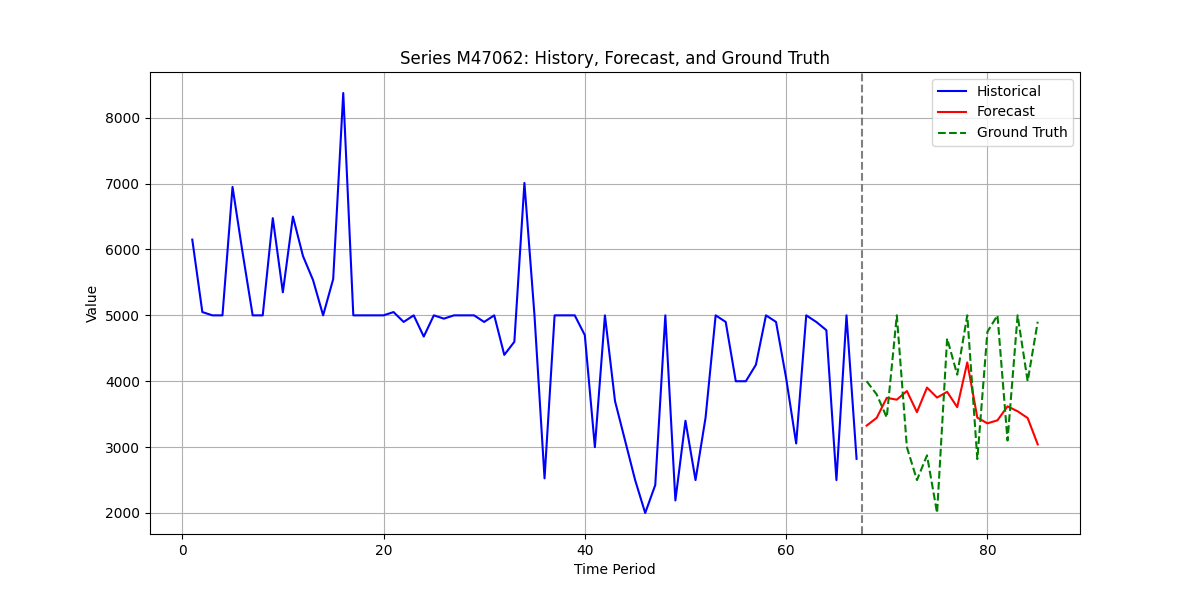 Series M47062: History, Forecast, and Ground Truth
Historical
Forecast
Ground Truth
8000
7000
6000
5000
4000
3000
2000
Value
0
20
40
60
80
Time Period